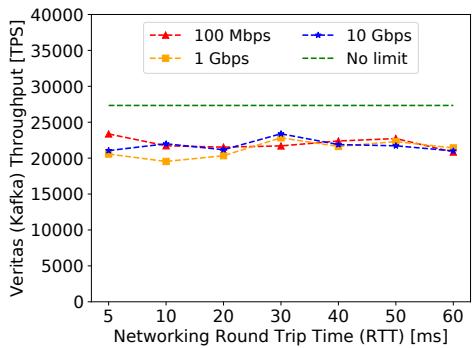 Veritas (Kafka) Throughput [TPS]
40000
35000
30000
25000
20000
15000
10000
5000
0
100 Mbps
1 Gbps
10 Gbps
No limit
5 10 20 30 40 50 60
Networking Round Trip Time (RTT) [ms]